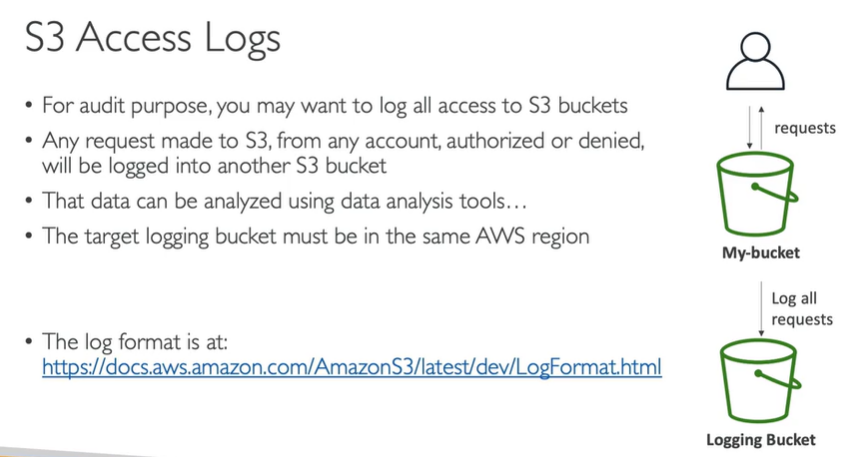 S3 Access Logs
• For audit purpose, you may want to log all access to S3 buckets
• Any request made to S3, from any account, authorized or denied,
will be logged into another S3 bucket
• That data can be analyzed using data analysis tools…
• The target logging bucket must be in the same AWS region
• The log format is at:
https://docs.aws.amazon.com/AmazonS3/latest/dev/LogFormat.html
requests
My-bucket
Log all
requests
Logging Bucket